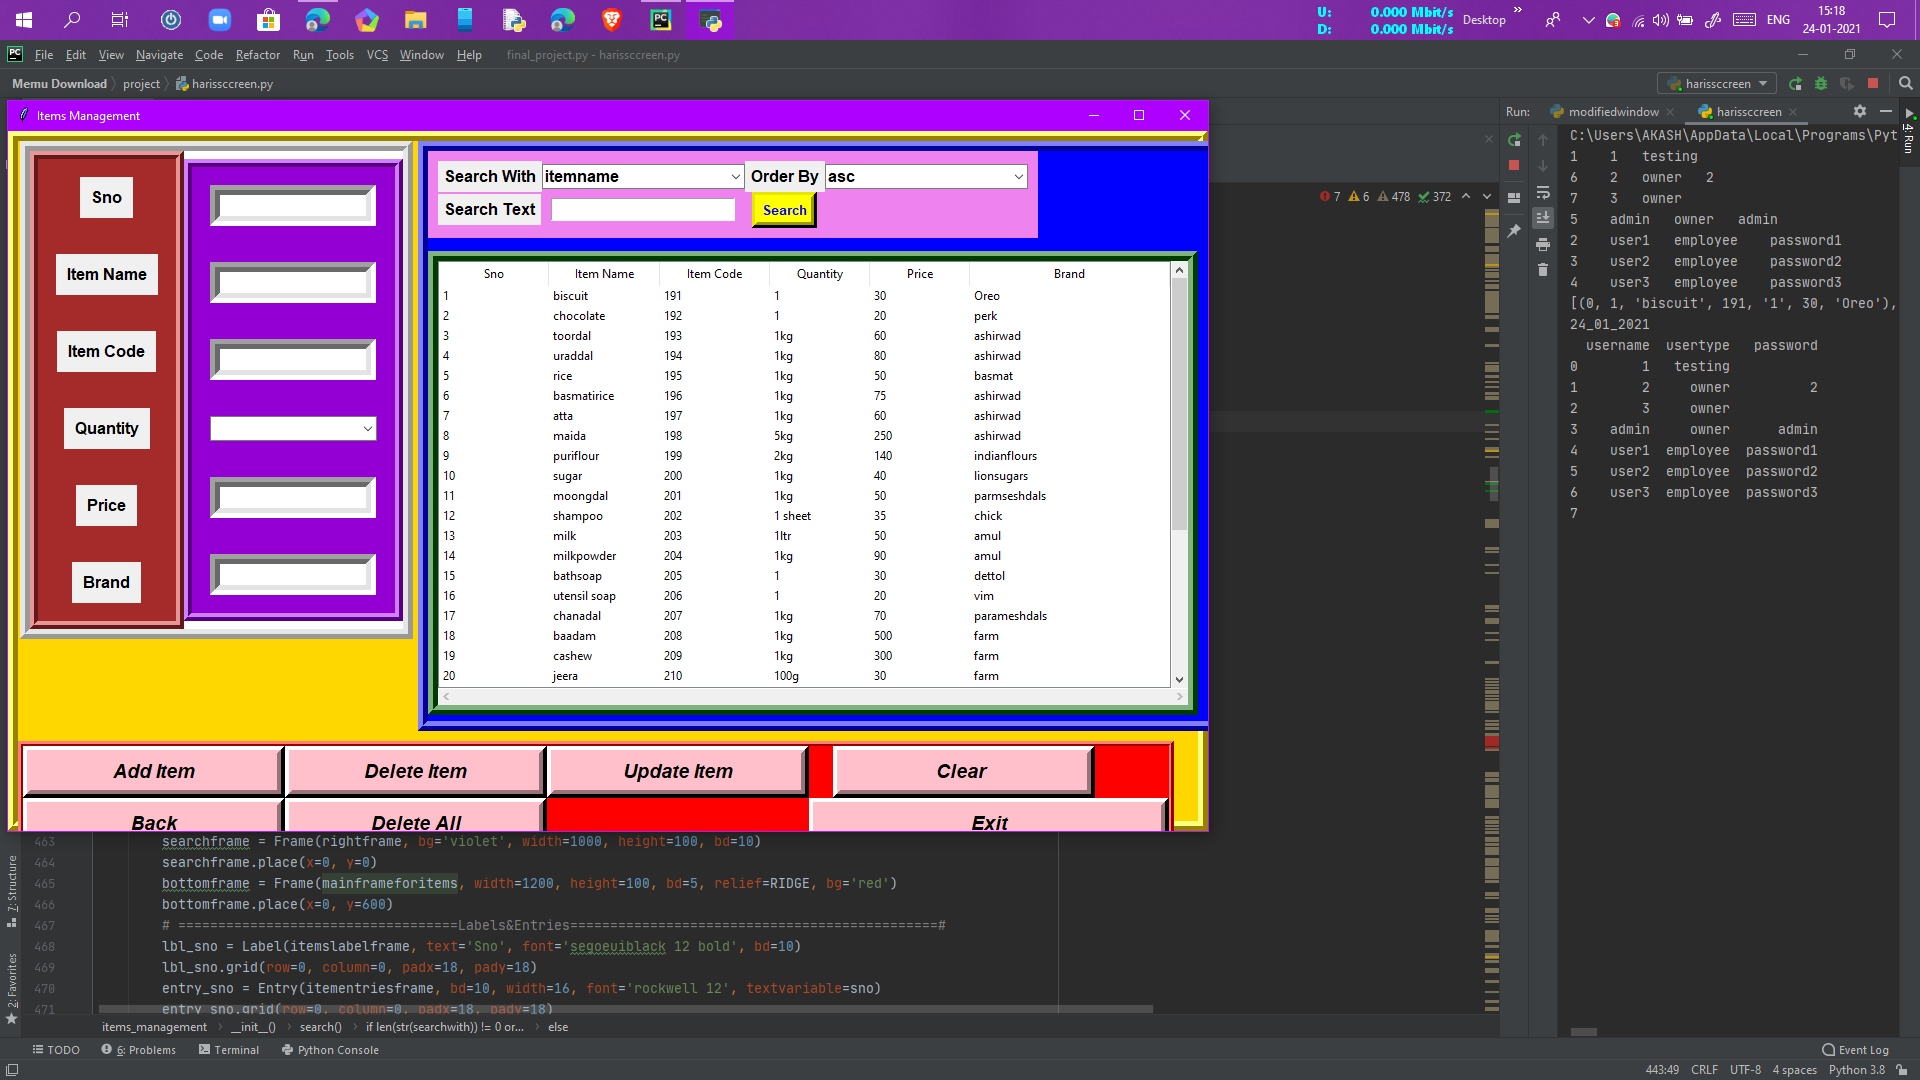 U: 0.000 Mbit/s
D: 0.000 Mbit/s
Desktop
ENG
15:18
24-01-2021
File Edit View Navigate Code Refactor Run Tools VCS Window Help final_project.py - harissccreen.py
Memu Download project harissccreen.py
harissccreen
Items Management
Run: modifiedwindow harissccreen
Sno
Item Name
Item Code
Quantity
Price
Brand
Search With itemname Order By asc
Search Text Search
Sno Item Name Item Code Quantity Price Brand
1 biscuit 191 1 30 Oreo
2 chocolate 192 1 20 perk
3 toordal 193 1kg 60 ashirwad
4 uraddal 194 1kg 80 ashirwad
5 rice 195 1kg 50 basmat
6 basmatirice 196 1kg 75 ashirwad
7 atta 197 1kg 60 ashirwad
8 maida 198 5kg 250 ashirwad
9 puriflour 199 2kg 140 indianflours
10 sugar 200 1kg 40 lionsugars
11 moongdal 201 1kg 50 parmseshdals
12 shampoo 202 1 sheet 35 chick
13 milk 203 1ltr 50 amul
14 milkpowder 204 1kg 90 amul
15 bathsoap 205 1 30 dettol
16 utensil soap 206 1 20 vim
17 chanadal 207 1kg 70 parameshdals
18 baadam 208 1kg 500 farm
19 cashew 209 1kg 300 farm
20 jeera 210 100g 30 farm
Add Item Delete Item Update Item Clear
Back Delete All Exit
7 6 478 372
C:\Users\AKASH\AppData\Local\Programs\Pyt
1 1 testing
6 2 owner 2
7 3 owner
5 admin owner admin
2 user1 employee password1
3 user2 employee password2
4 user3 employee password3
[(0, 1, 'biscuit', 191, '1', 30, 'Oreo'),
24_01_2021
username usertype password
0 1 testing
1 2 owner 2
2 3 owner
3 admin owner admin
4 user1 employee password1
5 user2 employee password2
6 user3 employee password3
7
4: Run
7: Structure
2: Favorites
463 searchframe = Frame(rightframe, bg='violet', width=1000, height=100, bd=10)
464 searchframe.place(x=0, y=0)
465 bottomframe = Frame(mainframeforitems, width=1200, height=100, bd=5, relief=RIDGE, bg='red')
466 bottomframe.place(x=0, y=600)
467 # ===================================Labels&Entries==============================================#
468 lbl_sno = Label(itemslabelframe, text='Sno', font='segoeuiblack 12 bold', bd=10)
469 lbl_sno.grid(row=0, column=0, padx=18, pady=18)
470 entry_sno = Entry(itementriesframe, bd=10, width=16, font='rockwell 12', textvariable=sno)
471 entry_sno.grid(row=0, column=0, padx=18, pady=18)
items_management __init__() search() if len(str(searchwith)) != 0 or... else
TODO 6: Problems Terminal Python Console Event Log
443:49 CRLF UTF-8 4 spaces Python 3.8